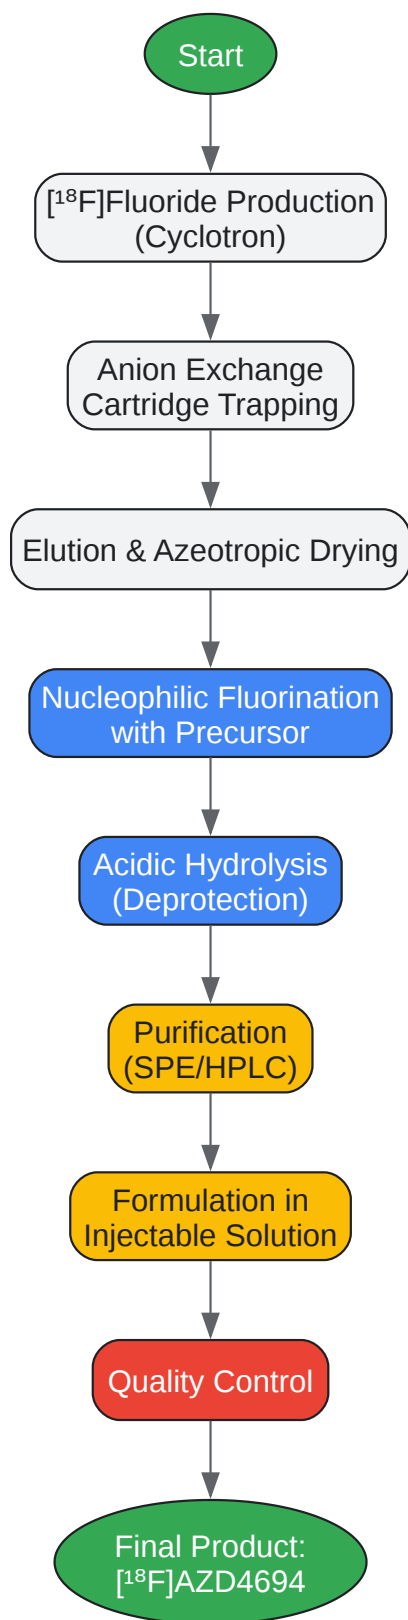 Start
[¹⁸F]Fluoride Production
(Cyclotron)
Anion Exchange
Cartridge Trapping
Elution & Azeotropic Drying
Nucleophilic Fluorination
with Precursor
Acidic Hydrolysis
(Deprotection)
Purification
(SPE/HPLC)
Formulation in
Injectable Solution
Quality Control
Final Product:
[¹⁸F]AZD4694